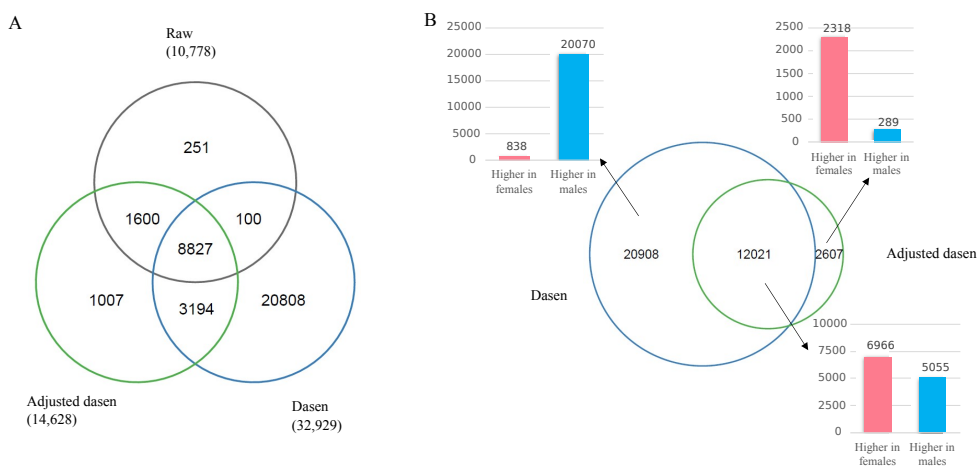 A
Raw
(10,778)
251
1600
100
8827
1007
3194
20808
Adjusted dasen
(14,628)
Dasen
(32,929)
B
25000
20000
15000
10000
5000
0
838
20070
Higher in
females
Higher in
males
2500
2000
1500
1000
500
0
2318
289
Higher in
females
Higher in
males
20908
12021
2607
Dasen
Adjusted dasen
10000
7500
5000
2500
0
6966
5055
Higher in
females
Higher in
males